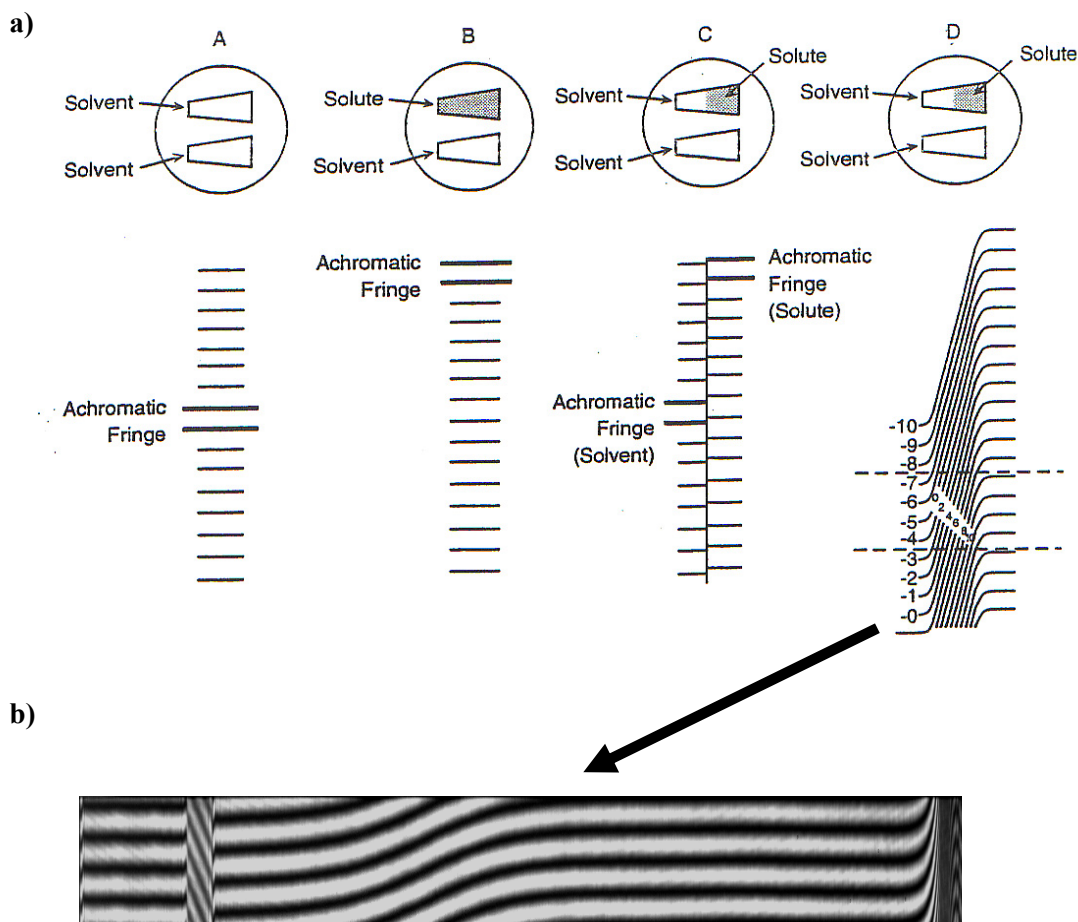 a)
A
Solvent
Solvent
B
Solute
Solvent
C
Solute
Solvent
Solvent
D
Solute
Solvent
Solvent
Achromatic
Fringe
Achromatic
Fringe
Achromatic
Fringe
(Solute)
Achromatic
Fringe
(Solvent)
-10
-9
-8
-7
-6
-5
-4
-3
-2
-1
-0
0
2
4
6
8
b)